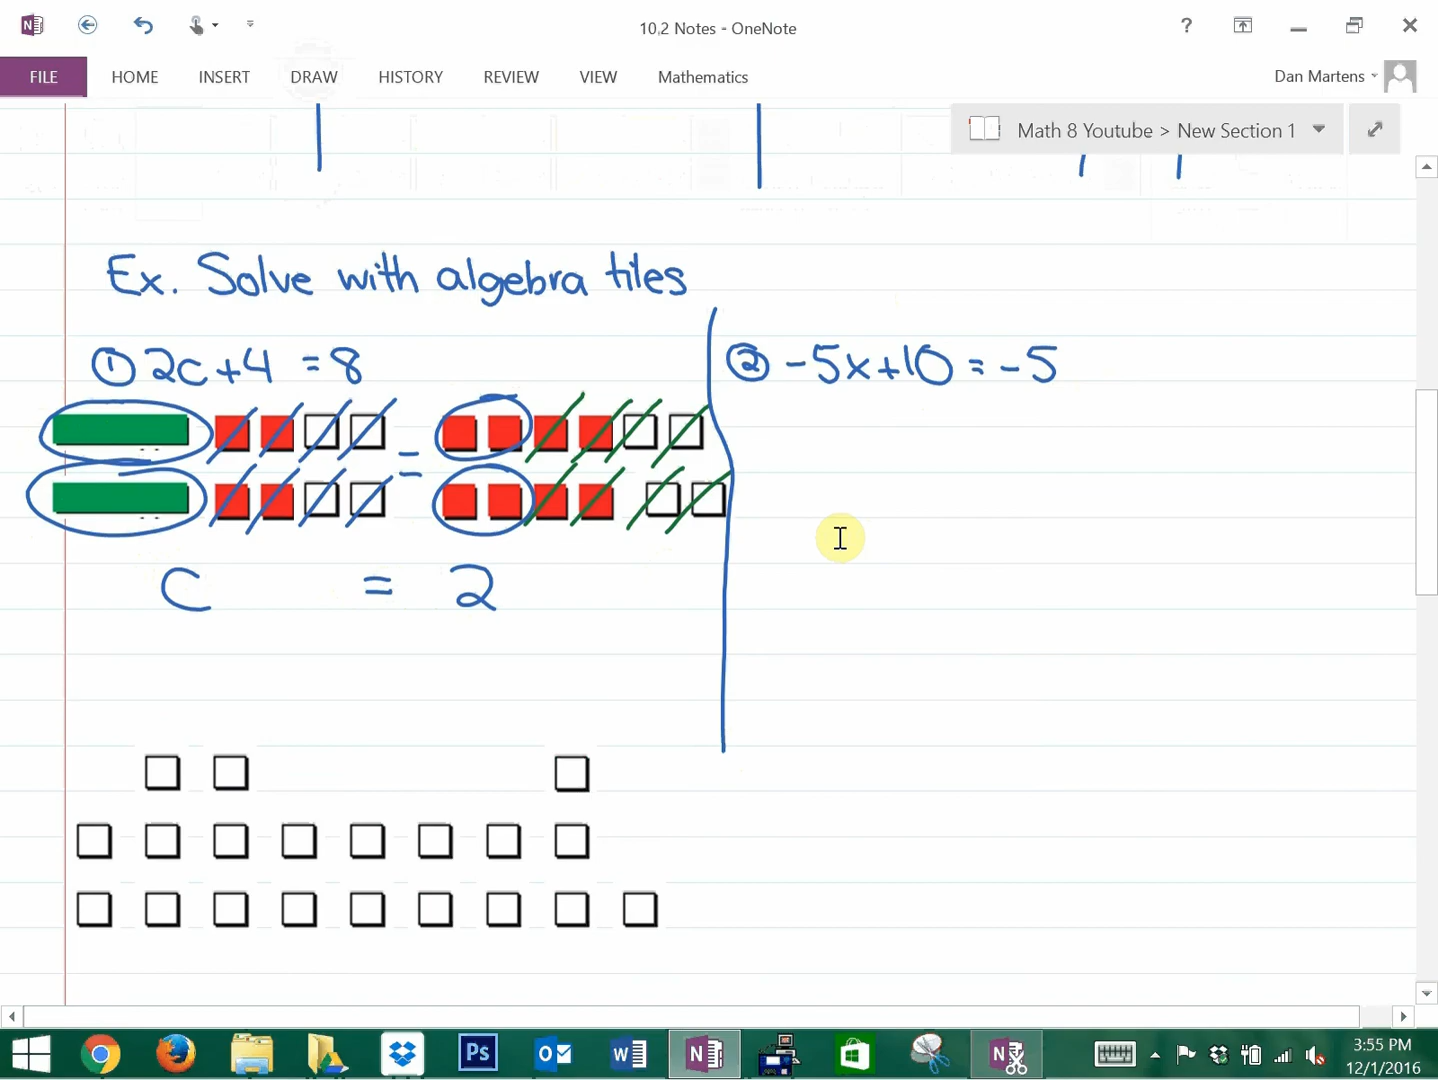 10.2 Notes - OneNote
?
FILE HOME INSERT DRAW HISTORY REVIEW VIEW Mathematics
Dan Martens
Math 8 Youtube > New Section 1
Ex. Solve with algebra tiles
① 2c+4 = 8
② -5x+10 = -5
=
c = 2
Ps
3:55 PM
12/1/2016